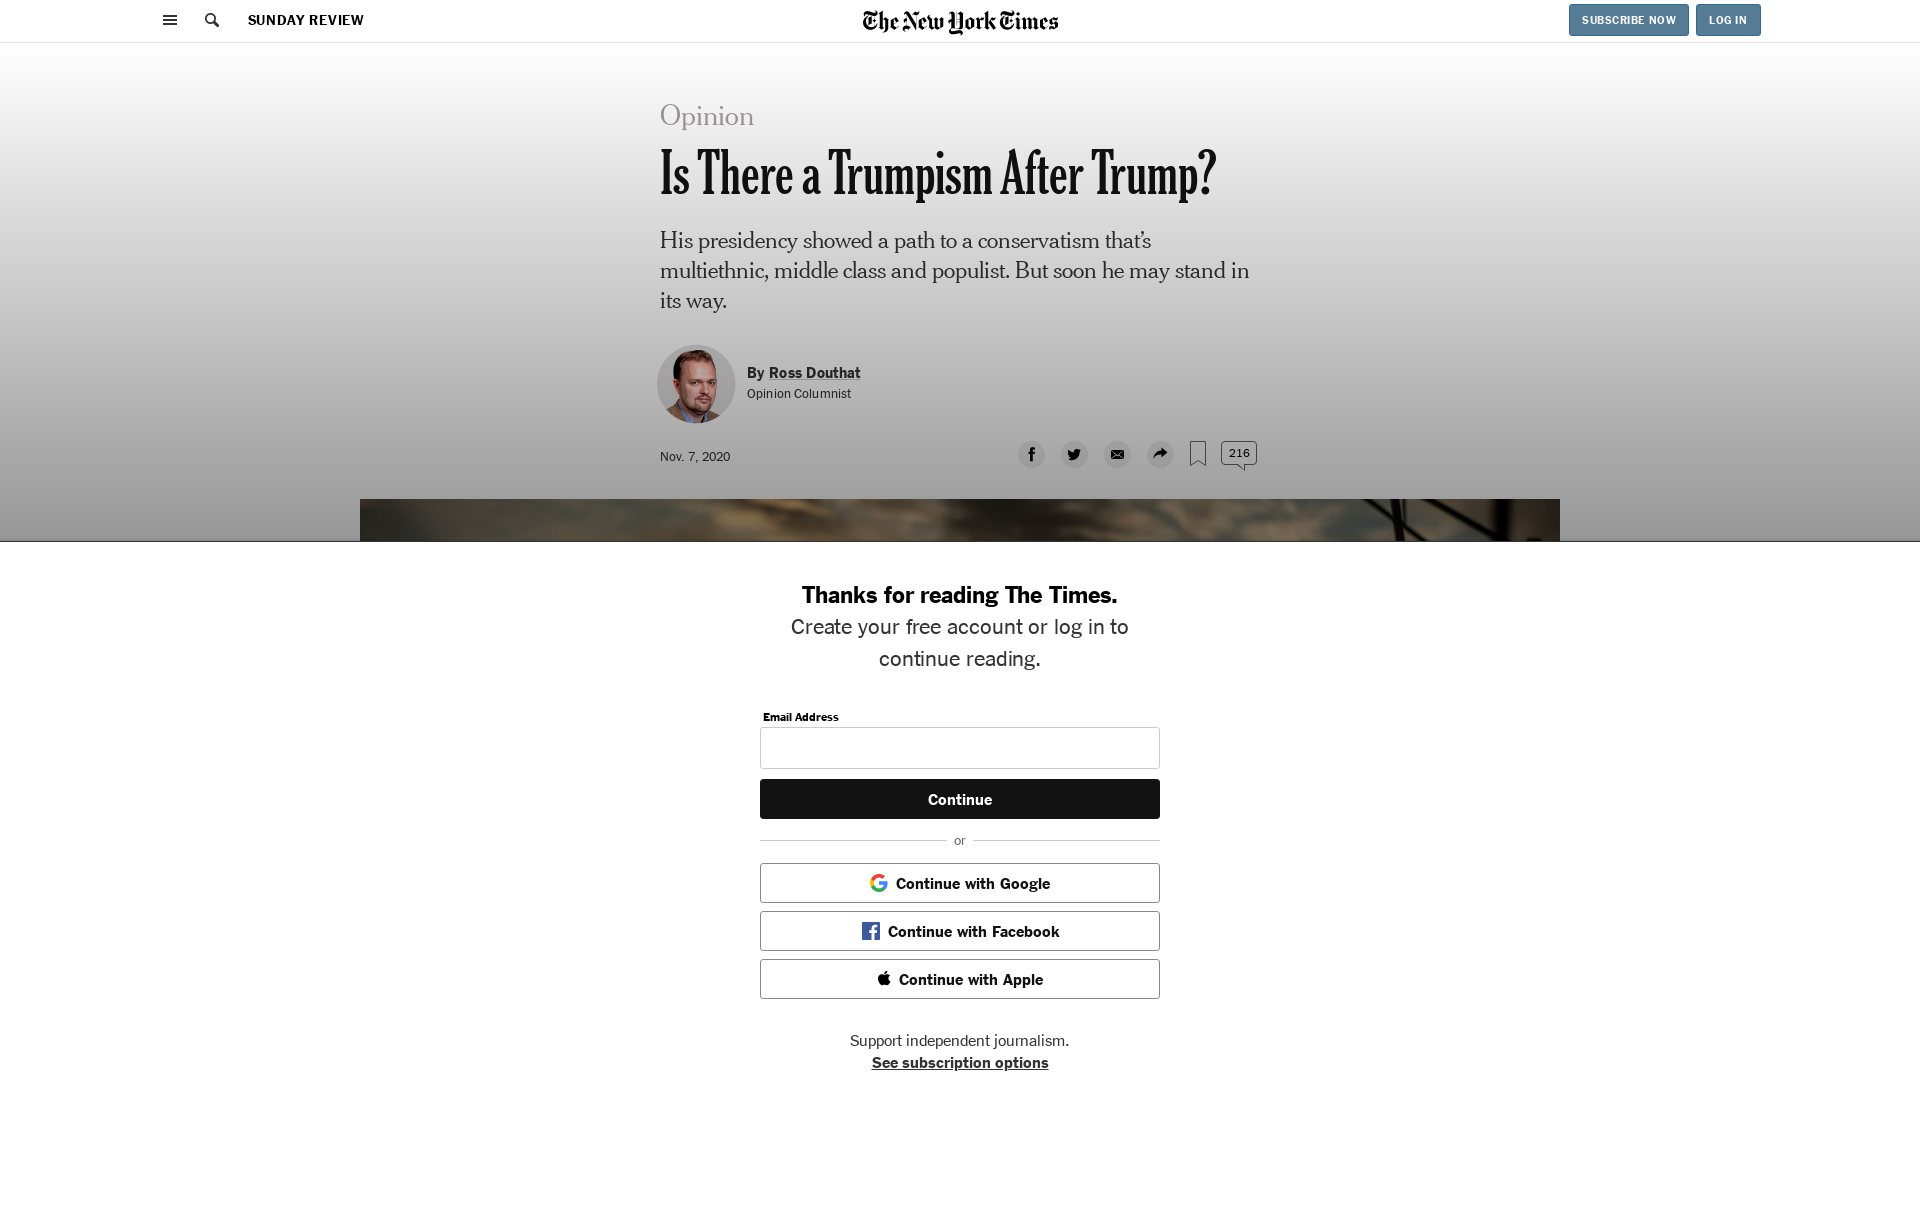 SUNDAY REVIEW
The New York Times
SUBSCRIBE NOW
LOG IN
Opinion
Is There a Trumpism After Trump?
His presidency showed a path to a conservatism that’s
multiethnic, middle class and populist. But soon he may stand in
its way.
By Ross Douthat
Opinion Columnist
Nov. 7, 2020
216
Thanks for reading The Times.
Create your free account or log in to
continue reading.
Email Address
Continue
or
Continue with Google
Continue with Facebook
Continue with Apple
Support independent journalism.
See subscription options